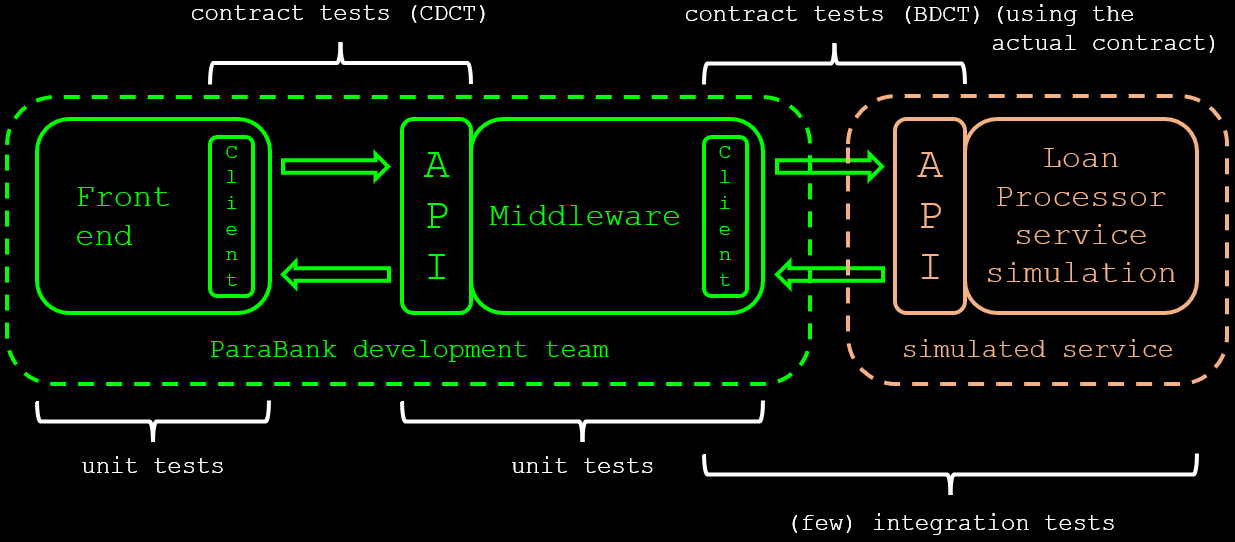 contract tests (CDCT)
contract tests (BDCT) (using the
actual contract)
Front
end
Client
API
Middleware
Client
API
Loan
Processor
service
simulation
ParaBank development team
simulated service
unit tests
unit tests
(few) integration tests